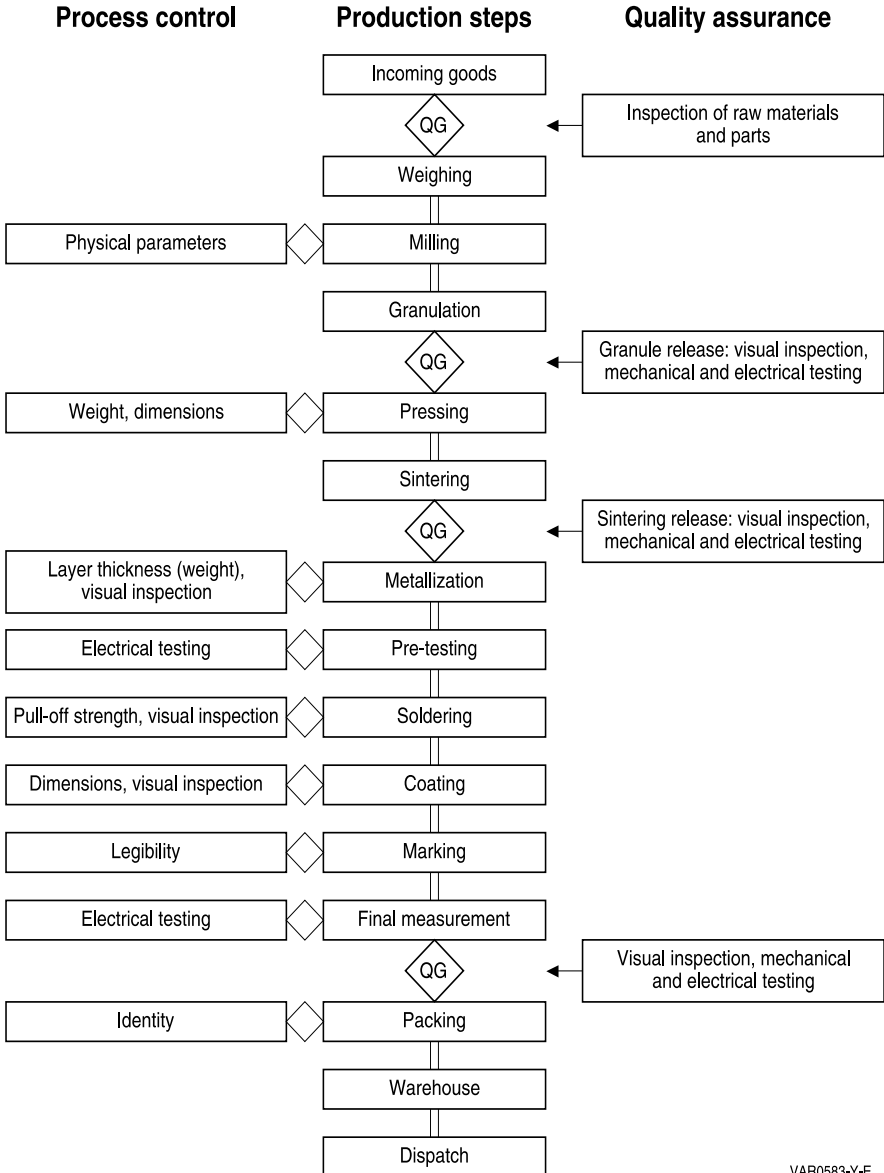 Process control
Production steps
Quality assurance
Incoming goods
QG
Inspection of raw materials
and parts
Weighing
Physical parameters
Milling
Granulation
QG
Granule release: visual inspection,
mechanical and electrical testing
Weight, dimensions
Pressing
Sintering
QG
Sintering release: visual inspection,
mechanical and electrical testing
Layer thickness (weight),
visual inspection
Metallization
Electrical testing
Pre-testing
Pull-off strength, visual inspection
Soldering
Dimensions, visual inspection
Coating
Legibility
Marking
Electrical testing
Final measurement
QG
Visual inspection, mechanical
and electrical testing
Identity
Packing
Warehouse
Dispatch
VAR0583-Y-E